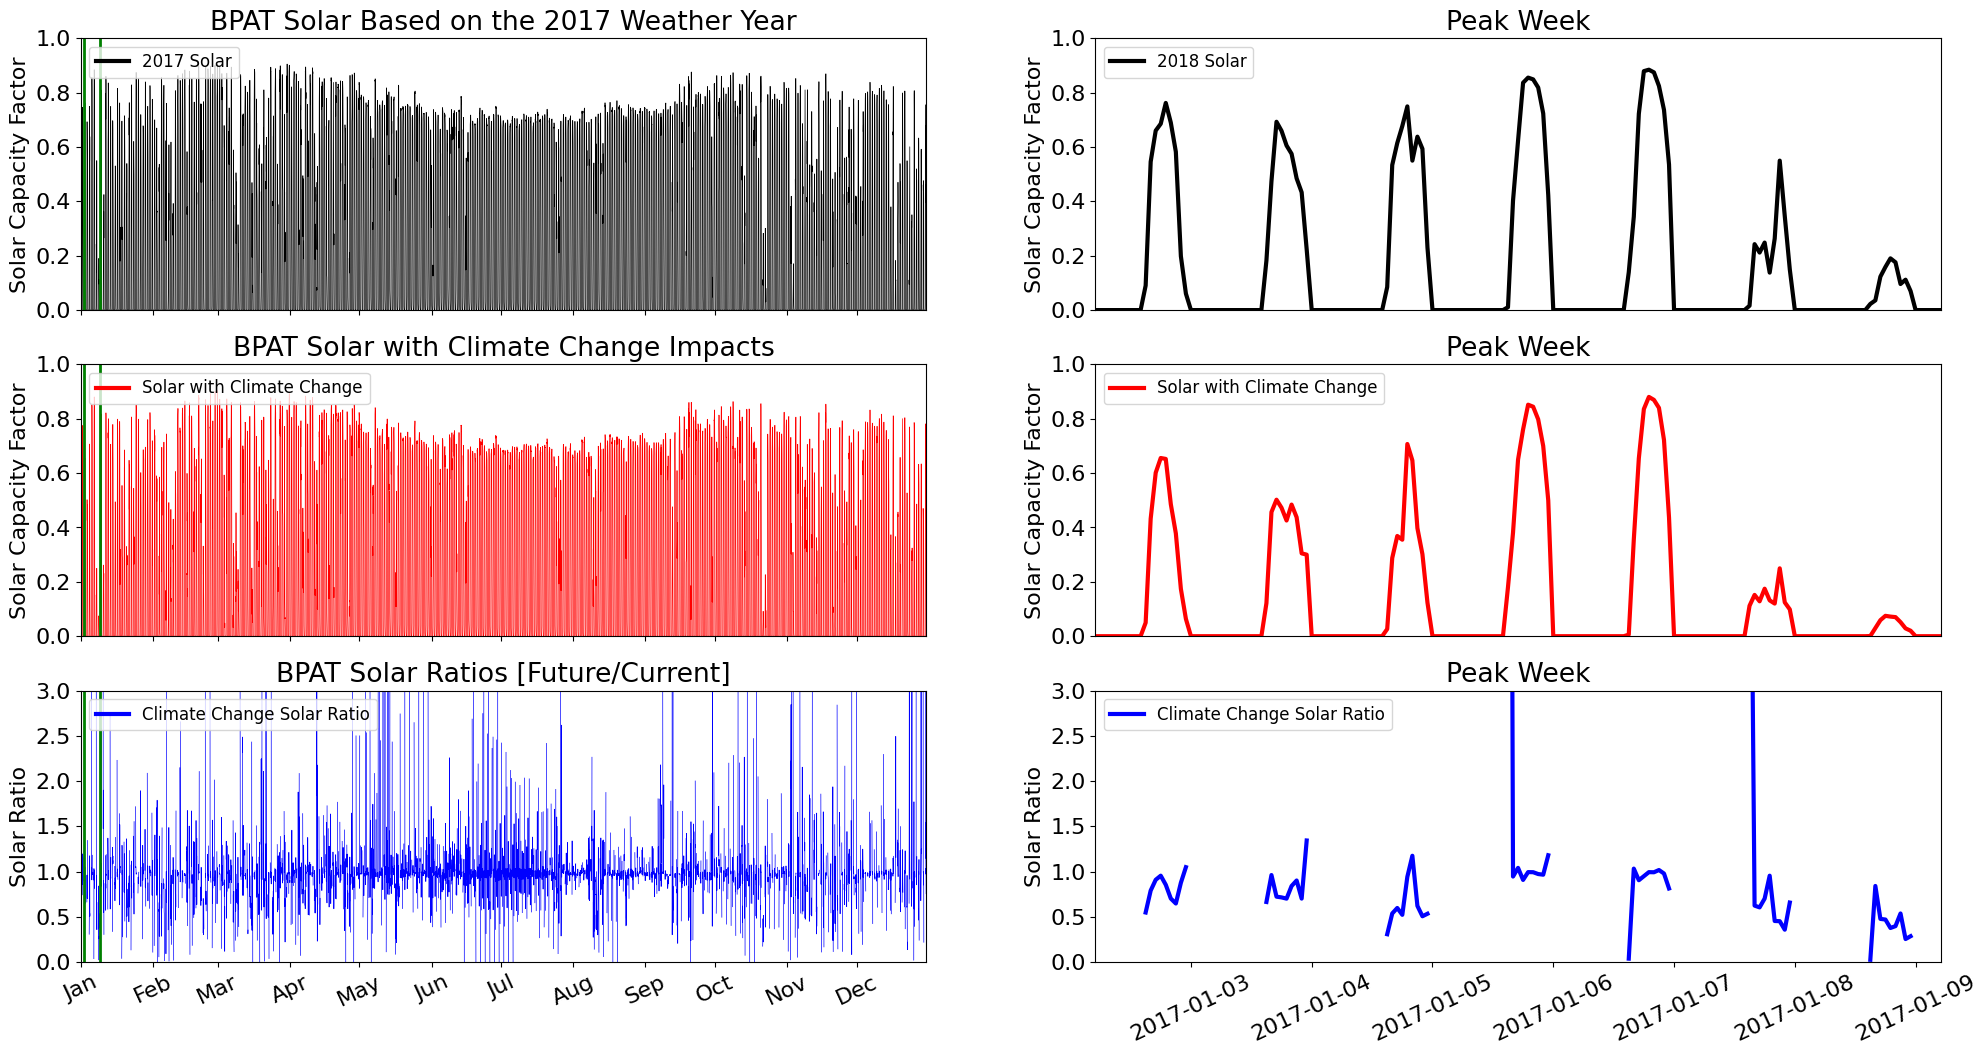 BPAT Solar Based on the 2017 Weather Year
Solar Capacity Factor
1.0
0.8
0.6
0.4
0.2
0.0
2017 Solar
Peak Week
Solar Capacity Factor
1.0
0.8
0.6
0.4
0.2
0.0
2018 Solar
BPAT Solar with Climate Change Impacts
Solar Capacity Factor
1.0
0.8
0.6
0.4
0.2
0.0
Solar with Climate Change
Peak Week
Solar Capacity Factor
1.0
0.8
0.6
0.4
0.2
0.0
Solar with Climate Change
BPAT Solar Ratios [Future/Current]
Solar Ratio
3.0
2.5
2.0
1.5
1.0
0.5
0.0
Climate Change Solar Ratio
Jan
Feb
Mar
Apr
May
Jun
Jul
Aug
Sep
Oct
Nov
Dec
Peak Week
Solar Ratio
3.0
2.5
2.0
1.5
1.0
0.5
0.0
Climate Change Solar Ratio
2017-01-03
2017-01-04
2017-01-05
2017-01-06
2017-01-07
2017-01-08
2017-01-09